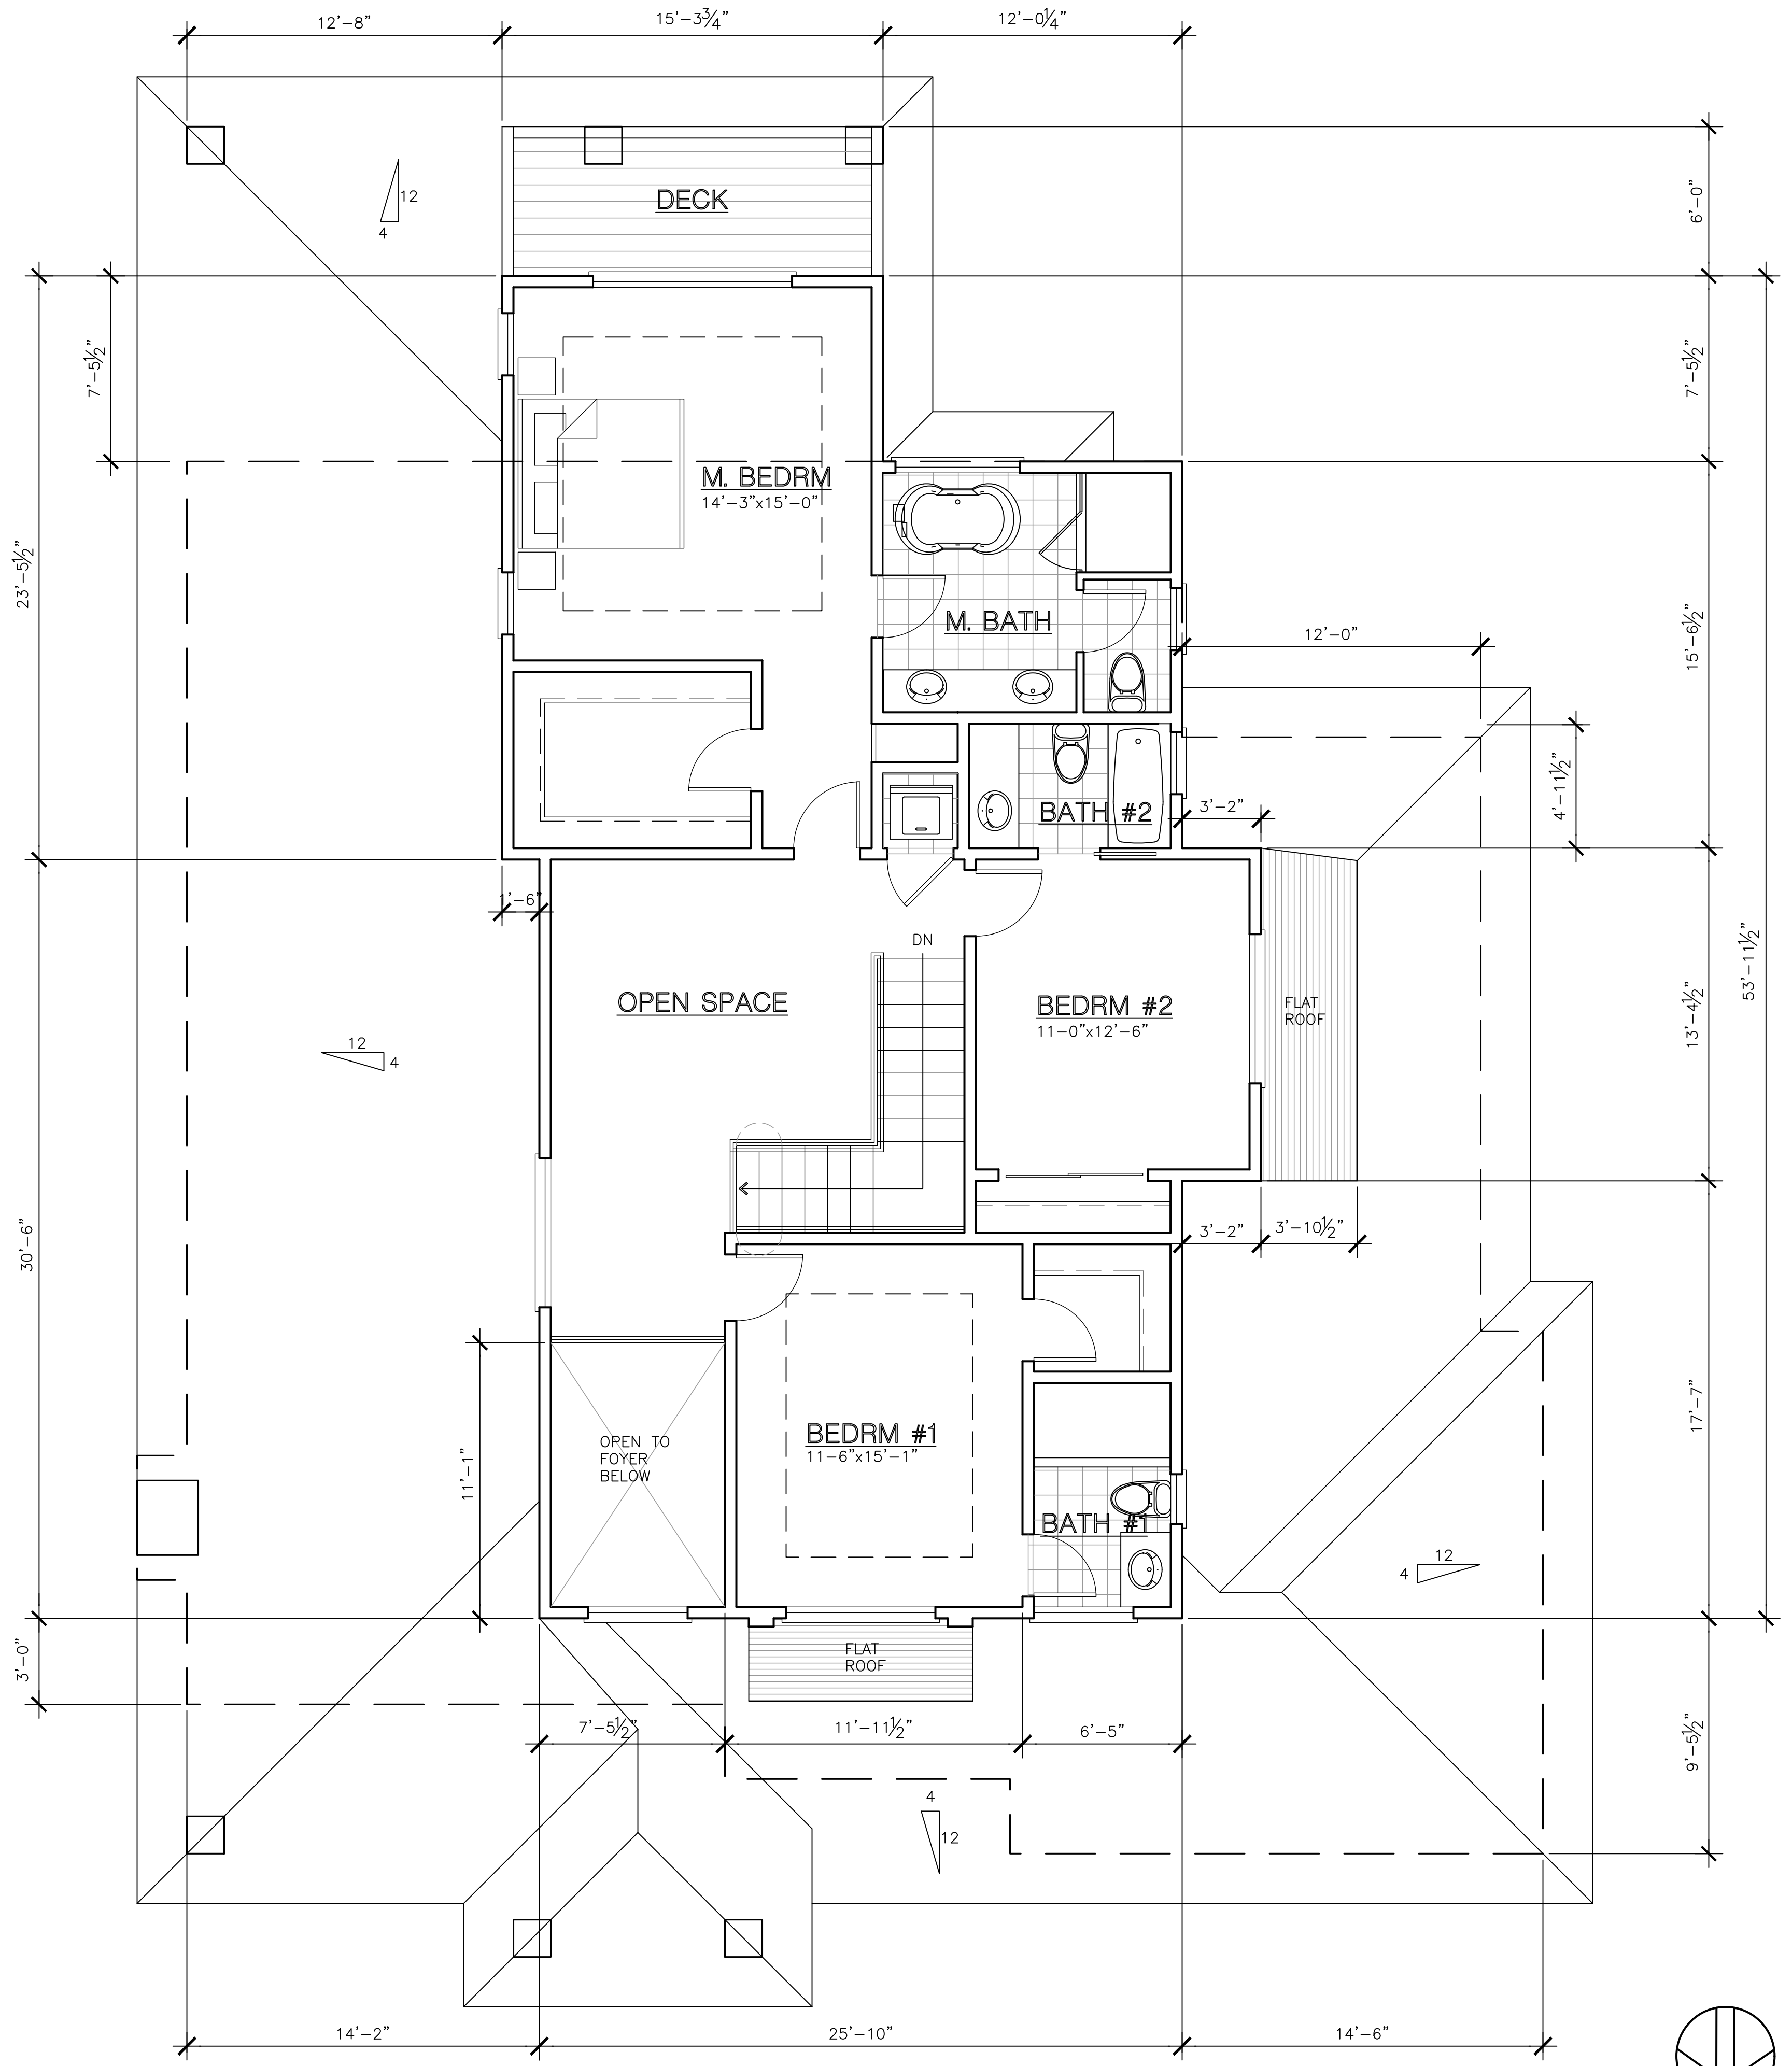 12'-8"
15'-3¾"
12'-0¼"
DECK
12
4
6'-0"
7'-5½"
7'-5½"
M. BEDRM
14'-3"x15'-0"
23'-5½"
M. BATH
12'-0"
15'-6½"
BATH #2
3'-2"
4'-11½"
1'-6"
DN
OPEN SPACE
BEDRM #2
11-0"x12'-6"
FLAT
ROOF
13'-4½"
53'-11½"
12
4
30'-6"
3'-2"
3'-10½"
17'-7"
BEDRM #1
11-6"x15'-1"
OPEN TO
FOYER
BELOW
11'-1"
BATH #1
12
4
3'-0"
FLAT
ROOF
7'-5½"
11'-11½"
6'-5"
9'-5½"
4
12
14'-2"
25'-10"
14'-6"